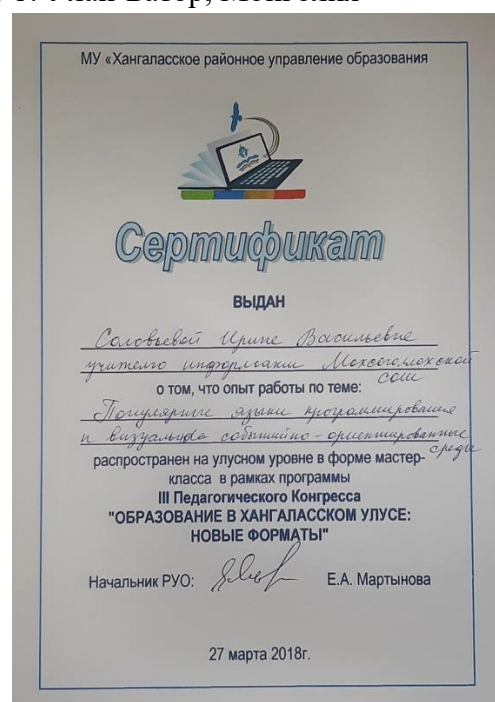 МУ «Хангаласское районное управление образования
Сертификат
ВЫДАН
Соловьевой Ирине Васильевне
учителю информатики Мохсоголлохской
СОШ
о том, что опыт работы по теме:
Популярные языки программирования
и визуально событийно-ориентированные
среды
распространен на улусном уровне в форме мастер-
класса в рамках программы
III Педагогического Конгресса
"ОБРАЗОВАНИЕ В ХАНГАЛАССКОМ УЛУСЕ:
НОВЫЕ ФОРМАТЫ"
Начальник РУО: Е.А. Мартынова
27 марта 2018г.